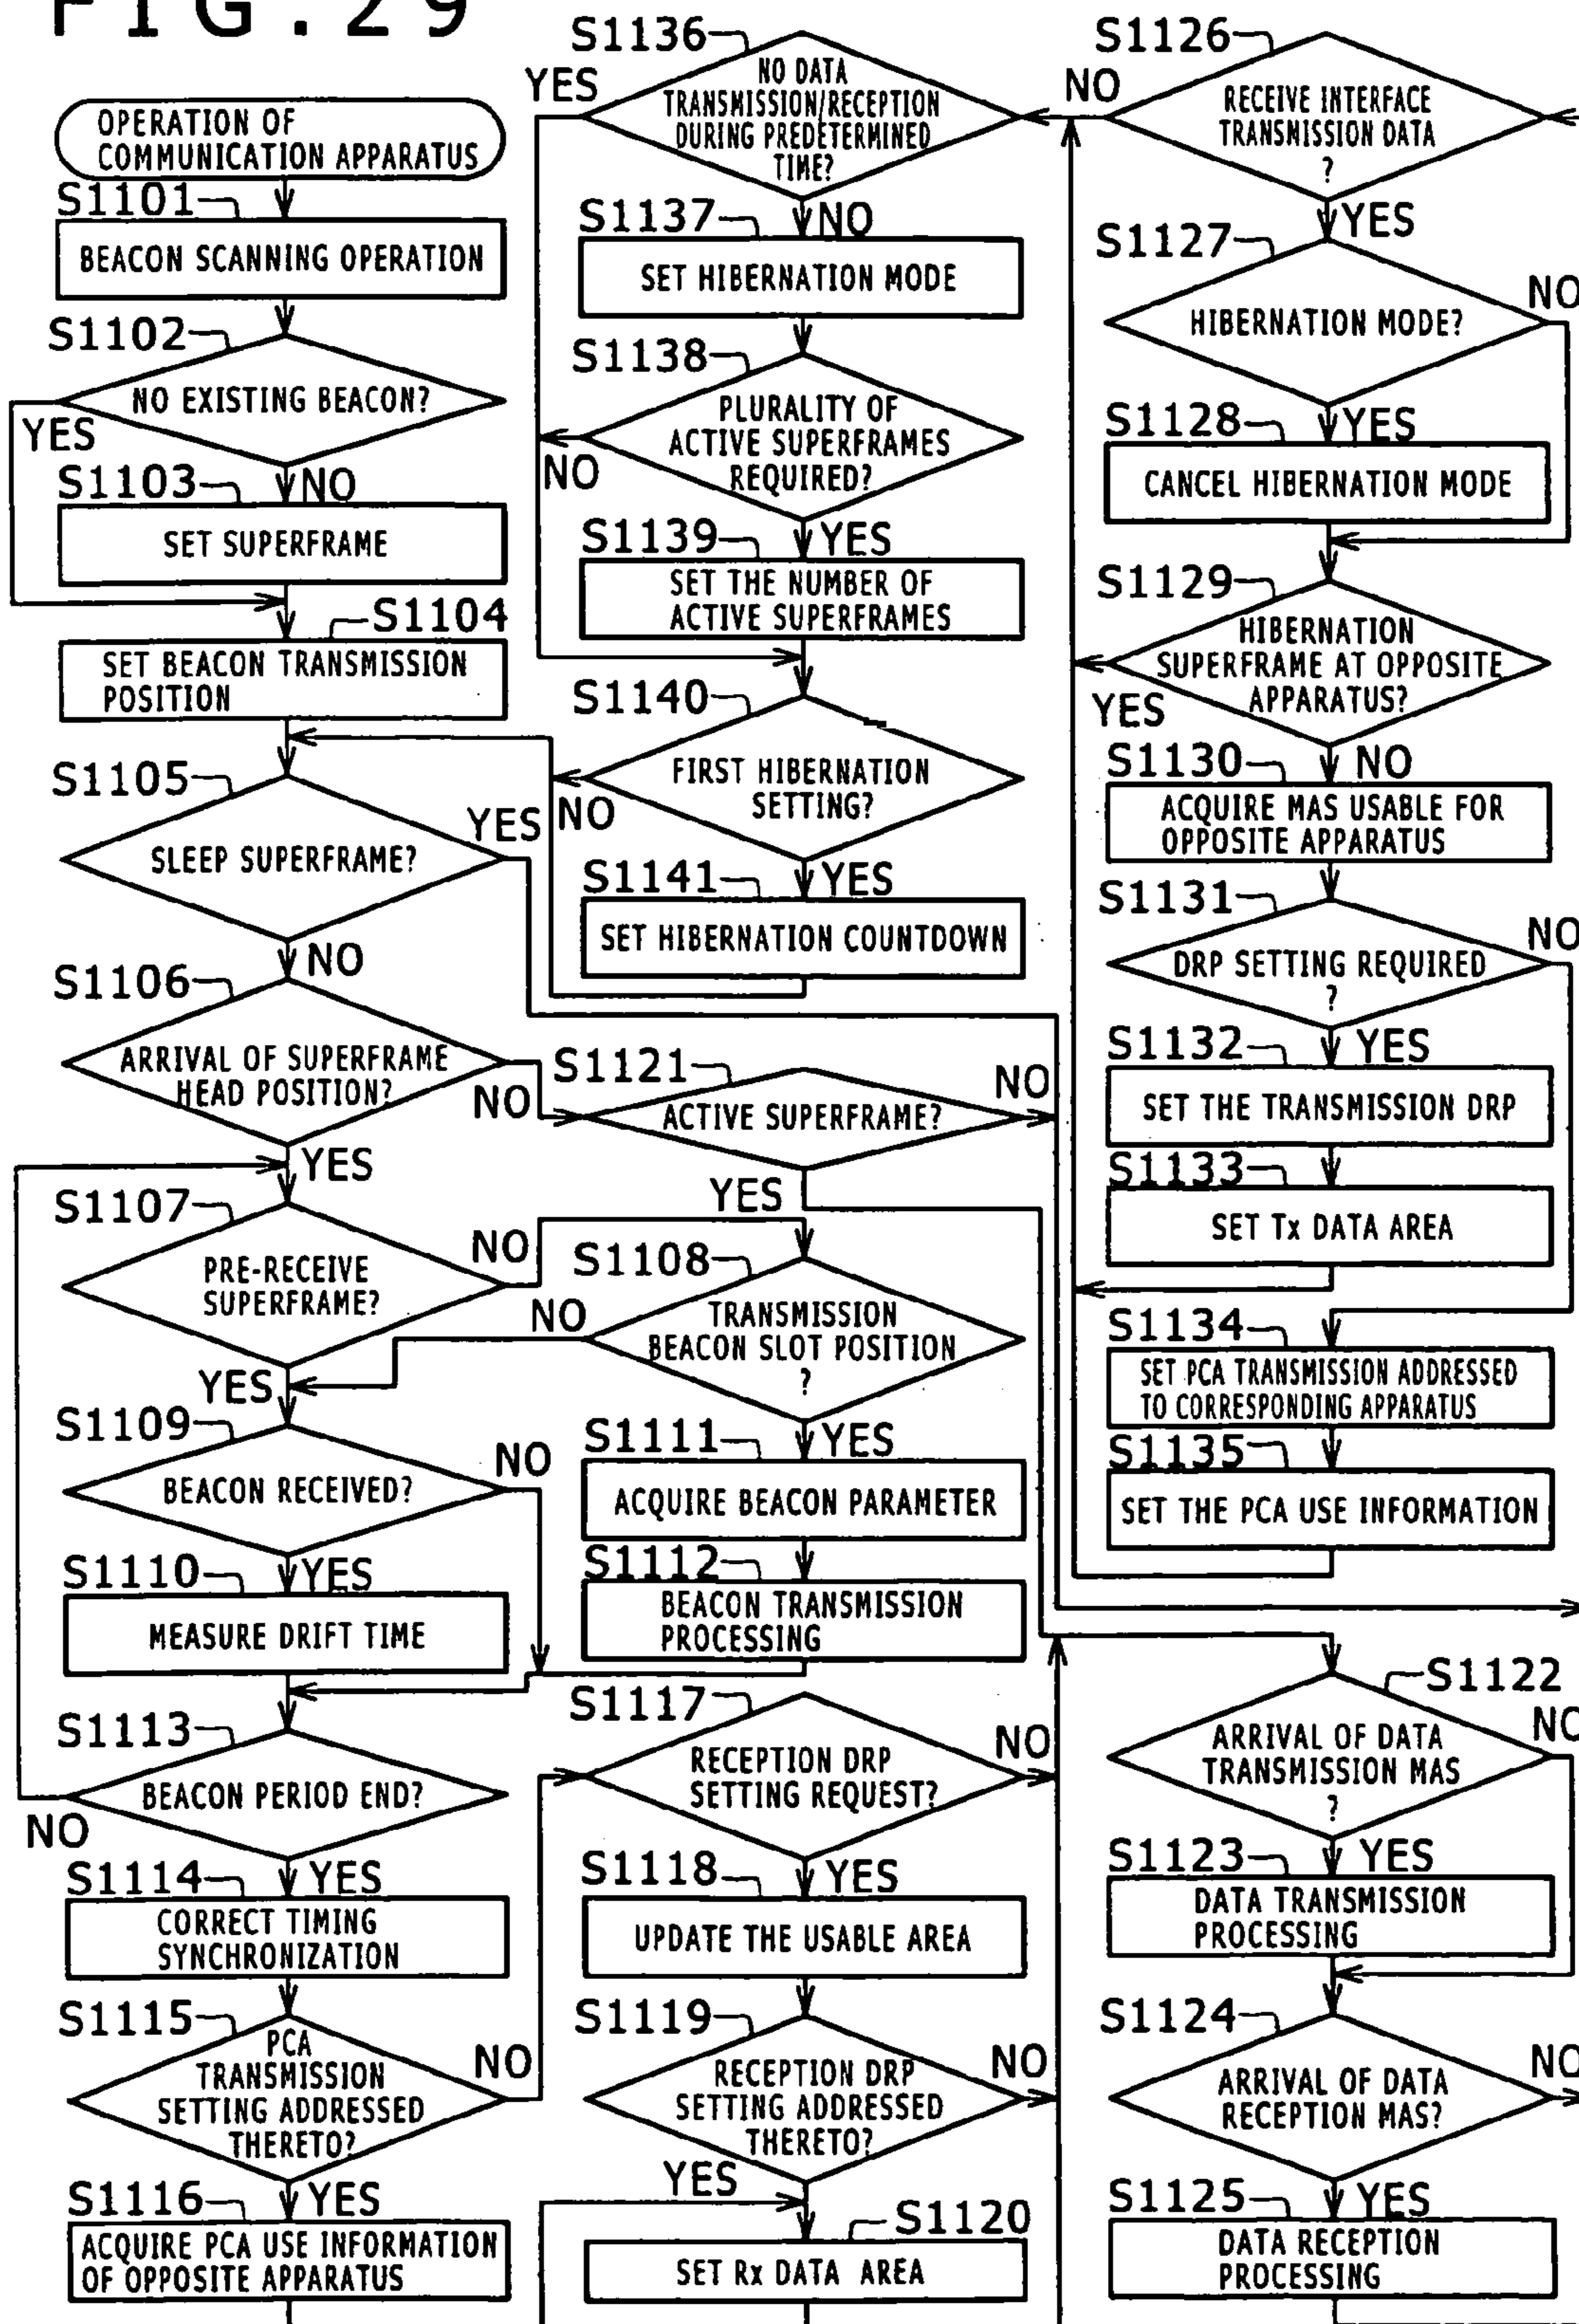 FIG.29
OPERATION OF
COMMUNICATION APPARATUS
S1101
BEACON SCANNING OPERATION
S1102
NO EXISTING BEACON?
YES
S1103
NO
SET SUPERFRAME
S1104
SET BEACON TRANSMISSION
POSITION
S1105
YES
SLEEP SUPERFRAME?
NO
S1106
ARRIVAL OF SUPERFRAME
HEAD POSITION?
NO
YES
S1107
NO
PRE-RECEIVE
SUPERFRAME?
YES
S1109
NO
BEACON RECEIVED?
S1110
YES
MEASURE DRIFT TIME
S1113
BEACON PERIOD END?
NO
S1114
YES
CORRECT TIMING
SYNCHRONIZATION
S1115
PCA
TRANSMISSION
SETTING ADDRESSED
THERETO?
NO
S1116
YES
ACQUIRE PCA USE INFORMATION
OF OPPOSITE APPARATUS
S1136
YES
NO DATA
TRANSMISSION/RECEPTION
DURING PREDETERMINED
TIME?
S1137
NO
SET HIBERNATION MODE
S1138
PLURALITY OF
ACTIVE SUPERFRAMES
REQUIRED?
NO
S1139
YES
SET THE NUMBER OF
ACTIVE SUPERFRAMES
S1140
FIRST HIBERNATION
SETTING?
NO
S1141
YES
SET HIBERNATION COUNTDOWN
S1121
NO
ACTIVE SUPERFRAME?
YES
S1108
NO
TRANSMISSION
BEACON SLOT POSITION
?
S1111
YES
ACQUIRE BEACON PARAMETER
S1112
BEACON TRANSMISSION
PROCESSING
S1117
NO
RECEPTION DRP
SETTING REQUEST?
S1118
YES
UPDATE THE USABLE AREA
S1119
NO
RECEPTION DRP
SETTING ADDRESSED
THERETO?
YES
S1120
SET Rx DATA AREA
S1126
NO
RECEIVE INTERFACE
TRANSMISSION DATA
?
YES
S1127
NO
HIBERNATION MODE?
S1128
YES
CANCEL HIBERNATION MODE
S1129
HIBERNATION
SUPERFRAME AT OPPOSITE
APPARATUS?
YES
S1130
NO
ACQUIRE MAS USABLE FOR
OPPOSITE APPARATUS
S1131
NO
DRP SETTING REQUIRED
?
S1132
YES
SET THE TRANSMISSION DRP
S1133
SET Tx DATA AREA
S1134
SET PCA TRANSMISSION ADDRESSED
TO CORRESPONDING APPARATUS
S1135
SET THE PCA USE INFORMATION
S1122
NO
ARRIVAL OF DATA
TRANSMISSION MAS
?
S1123
YES
DATA TRANSMISSION
PROCESSING
S1124
NO
ARRIVAL OF DATA
RECEPTION MAS?
S1125
YES
DATA RECEPTION
PROCESSING